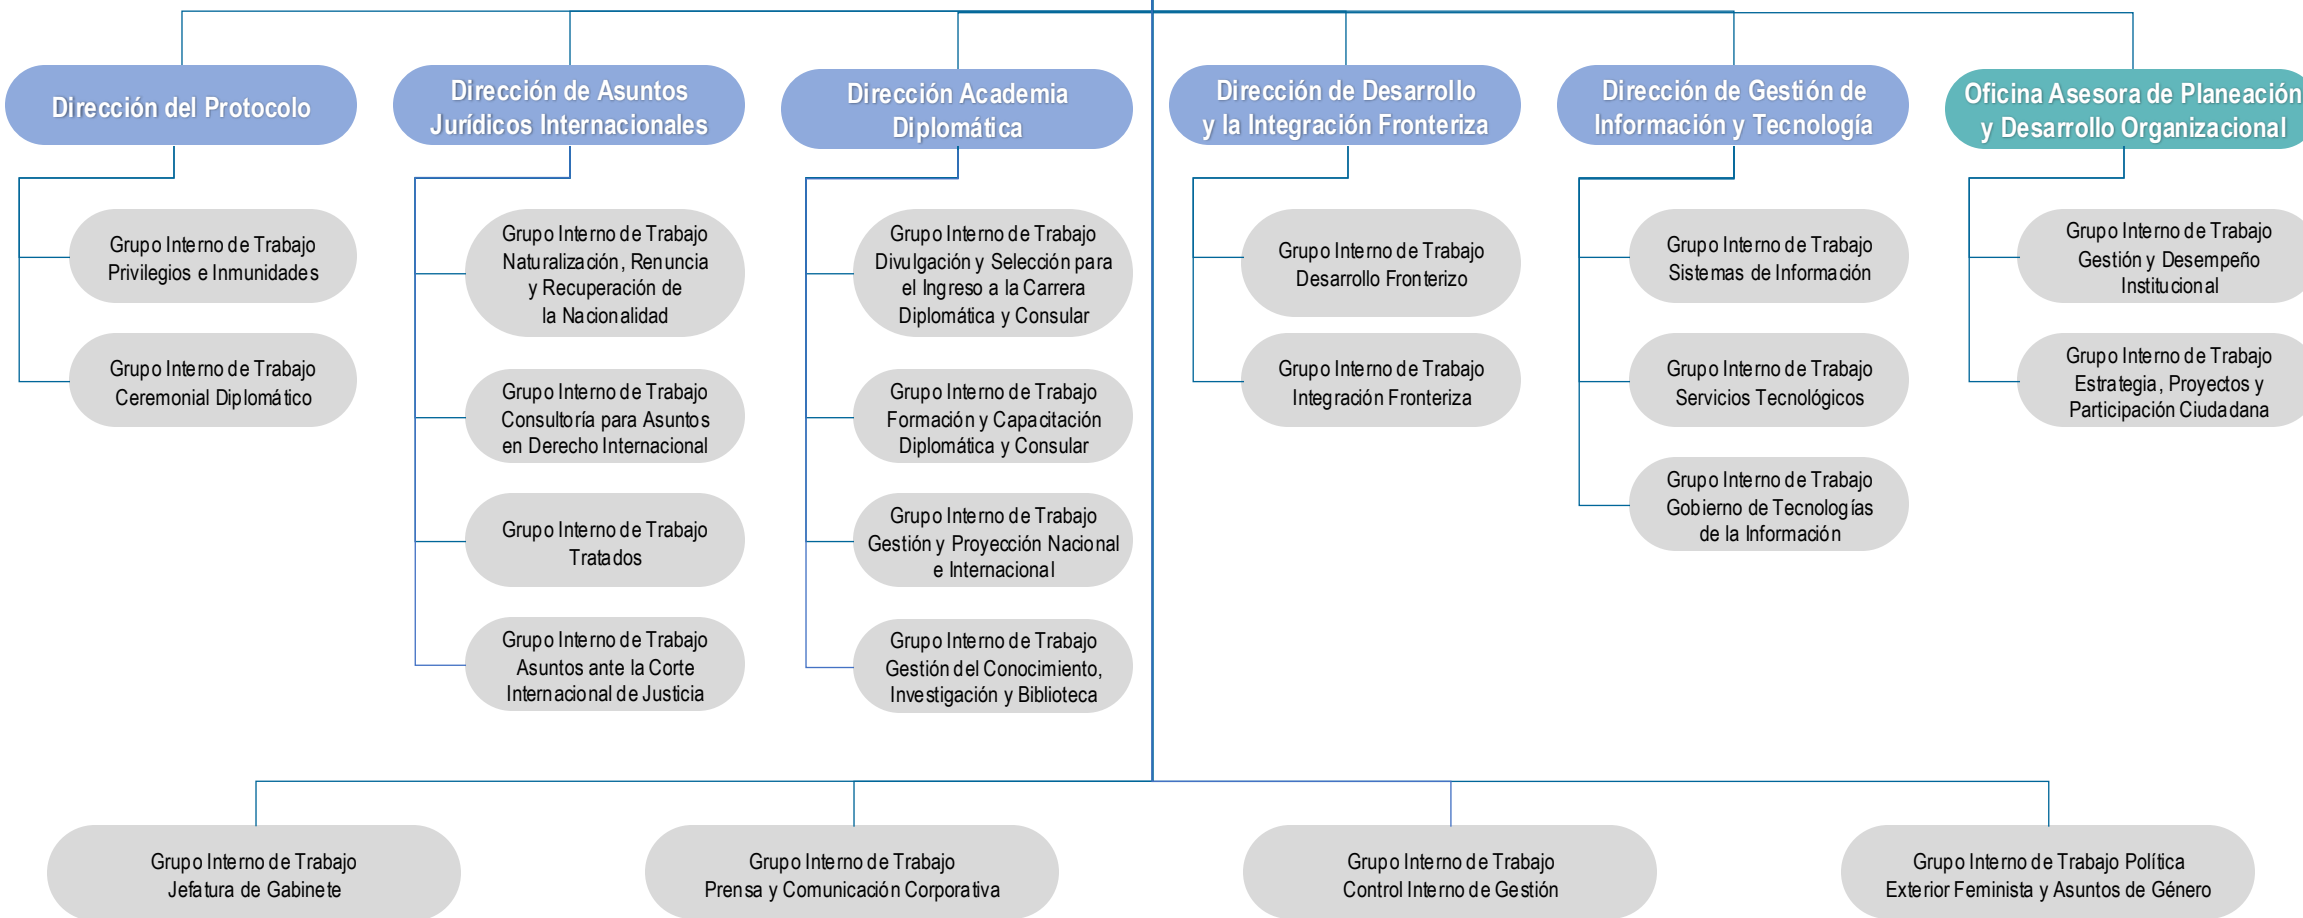 Dirección del Protocolo
Grupo Interno de Trabajo
Privilegios e Inmunidades
Grupo Interno de Trabajo
Ceremonial Diplomático
Dirección de Asuntos
Jurídicos Internacionales
Grupo Interno de Trabajo
Naturalización, Renuncia
y Recuperación de
la Nacionalidad
Grupo Interno de Trabajo
Consultoría para Asuntos
en Derecho Internacional
Grupo Interno de Trabajo
Tratados
Grupo Interno de Trabajo
Asuntos ante la Corte
Internacional de Justicia
Dirección Academia
Diplomática
Grupo Interno de Trabajo
Divulgación y Selección para
el Ingreso a la Carrera
Diplomática y Consular
Grupo Interno de Trabajo
Formación y Capacitación
Diplomática y Consular
Grupo Interno de Trabajo
Gestión y Proyección Nacional
e Internacional
Grupo Interno de Trabajo
Gestión del Conocimiento,
Investigación y Biblioteca
Dirección de Desarrollo
y la Integración Fronteriza
Grupo Interno de Trabajo
Desarrollo Fronterizo
Grupo Interno de Trabajo
Integración Fronteriza
Dirección de Gestión de
Información y Tecnología
Grupo Interno de Trabajo
Sistemas de Información
Grupo Interno de Trabajo
Servicios Tecnológicos
Grupo Interno de Trabajo
Gobierno de Tecnologías
de la Información
Oficina Asesora de Planeación
y Desarrollo Organizacional
Grupo Interno de Trabajo
Gestión y Desempeño
Institucional
Grupo Interno de Trabajo
Estrategia, Proyectos y
Participación Ciudadana
Grupo Interno de Trabajo
Jefatura de Gabinete
Grupo Interno de Trabajo
Prensa y Comunicación Corporativa
Grupo Interno de Trabajo
Control Interno de Gestión
Grupo Interno de Trabajo Política
Exterior Feminista y Asuntos de Género